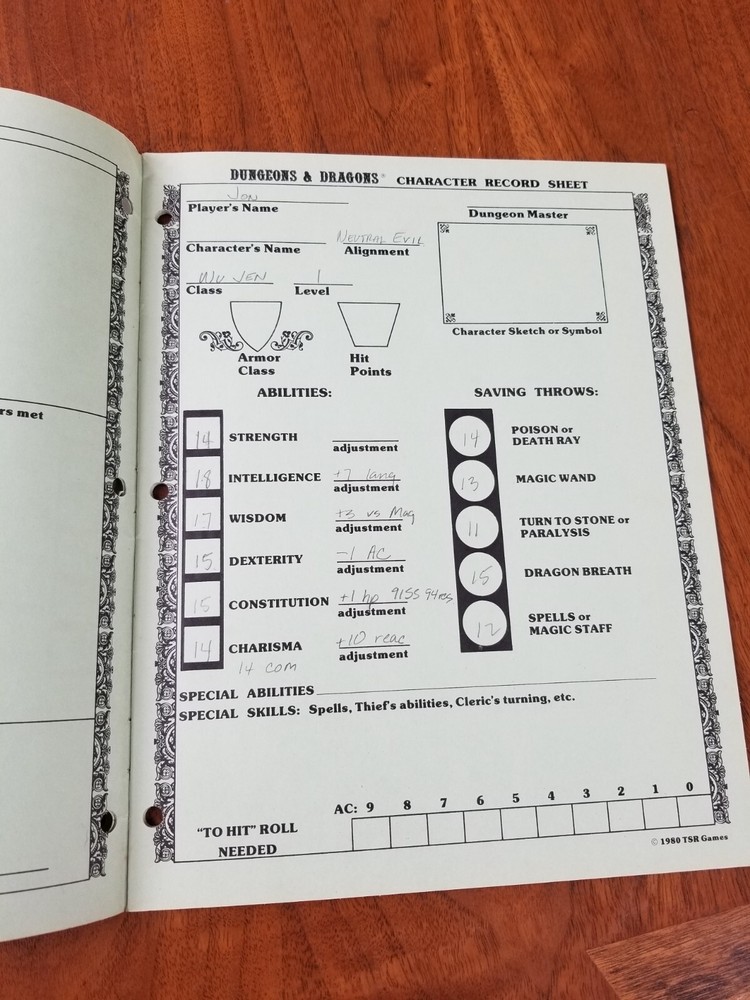 rs met
DUNGEONS & DRAGONS® CHARACTER RECORD SHEET
Jon
Player's Name
Dungeon Master
Neutral Evil
Character's Name Alignment
Wu Jen 1
Class Level
Armor Class
Hit Points
Character Sketch or Symbol
ABILITIES:
14 STRENGTH adjustment
18 INTELLIGENCE +7 lang adjustment
17 WISDOM +3 vs Mag adjustment
15 DEXTERITY -1 AC adjustment
15 CONSTITUTION +1 hp 91SS 94res adjustment
14 CHARISMA +10 reac adjustment
14 com
SAVING THROWS:
14 POISON or DEATH RAY
13 MAGIC WAND
11 TURN TO STONE or PARALYSIS
15 DRAGON BREATH
12 SPELLS or MAGIC STAFF
SPECIAL ABILITIES
SPECIAL SKILLS: Spells, Thief's abilities, Cleric's turning, etc.
AC: 9 8 7 6 5 4 3 2 1 0
"TO HIT" ROLL NEEDED
© 1980 TSR Games